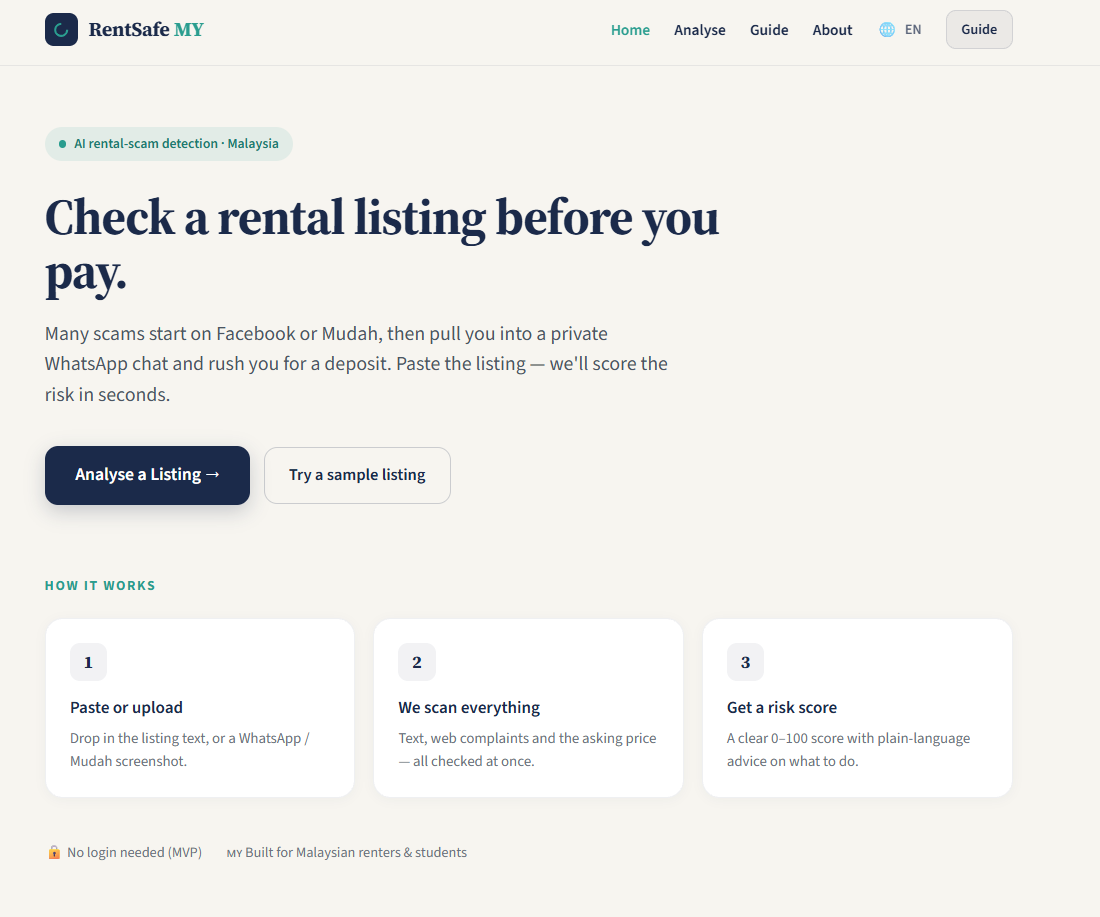 RentSafe MY
Home Analyse Guide About 🌐 EN Guide
AI rental-scam detection · Malaysia
Check a rental listing before you
pay.
Many scams start on Facebook or Mudah, then pull you into a private
WhatsApp chat and rush you for a deposit. Paste the listing — we'll score the
risk in seconds.
Analyse a Listing →
Try a sample listing
HOW IT WORKS
1
Paste or upload
Drop in the listing text, or a WhatsApp /
Mudah screenshot.
2
We scan everything
Text, web complaints and the asking price
— all checked at once.
3
Get a risk score
A clear 0–100 score with plain-language
advice on what to do.
🔒 No login needed (MVP)
MY Built for Malaysian renters & students